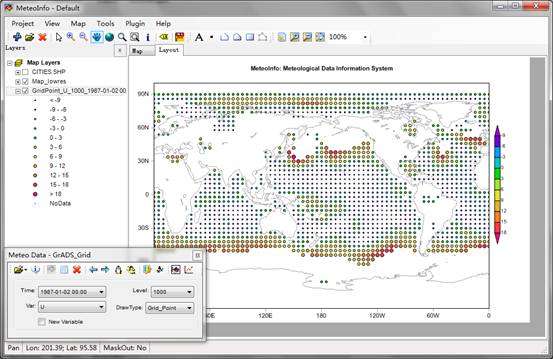 MeteoInfo - Default
Project View Map Tools Plugin Help
A 100%
Layers x
Map Layout
Map Layers
CITIES.SHP
Map_lowres
GridPoint_U_1000_1987-01-02 00
< -9
-9 - -6
-6 - -3
-3 - 0
0 - 3
3 - 6
6 - 9
9 - 12
12 - 15
15 - 18
> 18
NoData
MeteoInfo: Meteological Data Information System
90N
60N
30N
0
30S
0E
120E
180
120W
60W
0
-9
-6
-3
0
3
6
9
12
15
18
Meteo Data - GrADS_Grid
Time: 1987-01-02 00:00 Level: 1000
Var: U DrawType: Grid_Point
New Variable
Pan Lon: 201.39; Lat: 95.58 MaskOut: No